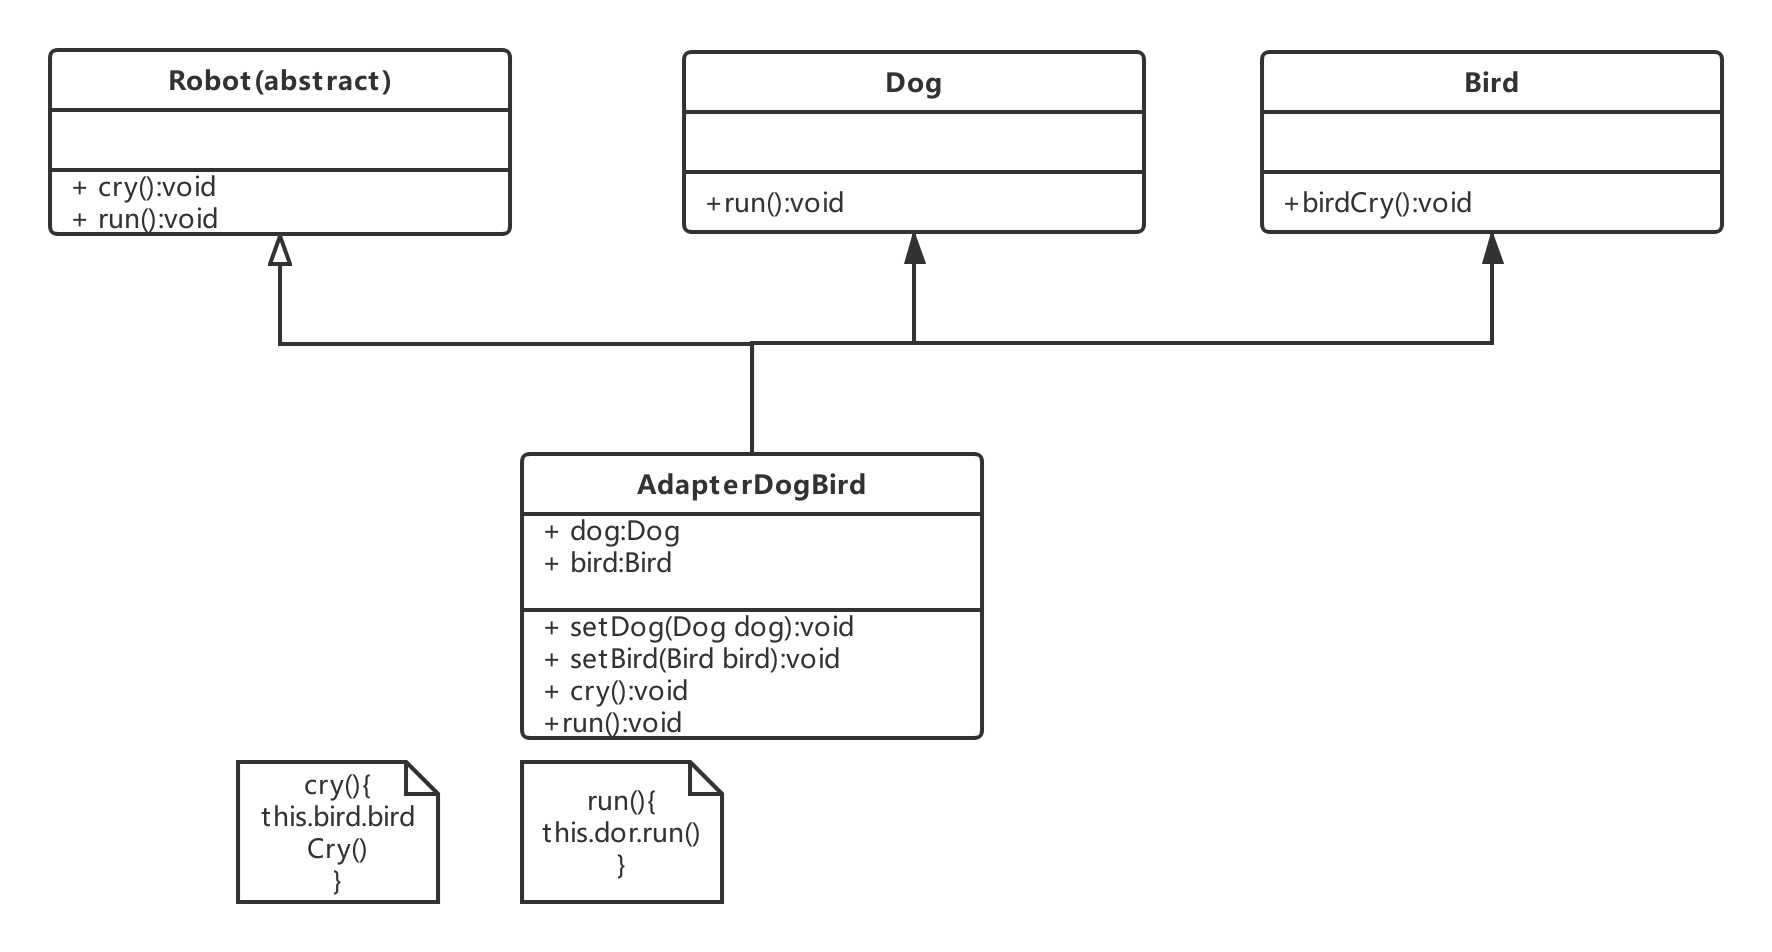 Robot(abstract)
+ cry():void
+ run():void
Dog
+run():void
Bird
+birdCry():void
AdapterDogBird
+ dog:Dog
+ bird:Bird
+ setDog(Dog dog):void
+ setBird(Bird bird):void
+ cry():void
+run():void
cry(){
this.bird.bird
Cry()
}
run(){
this.dor.run()
}